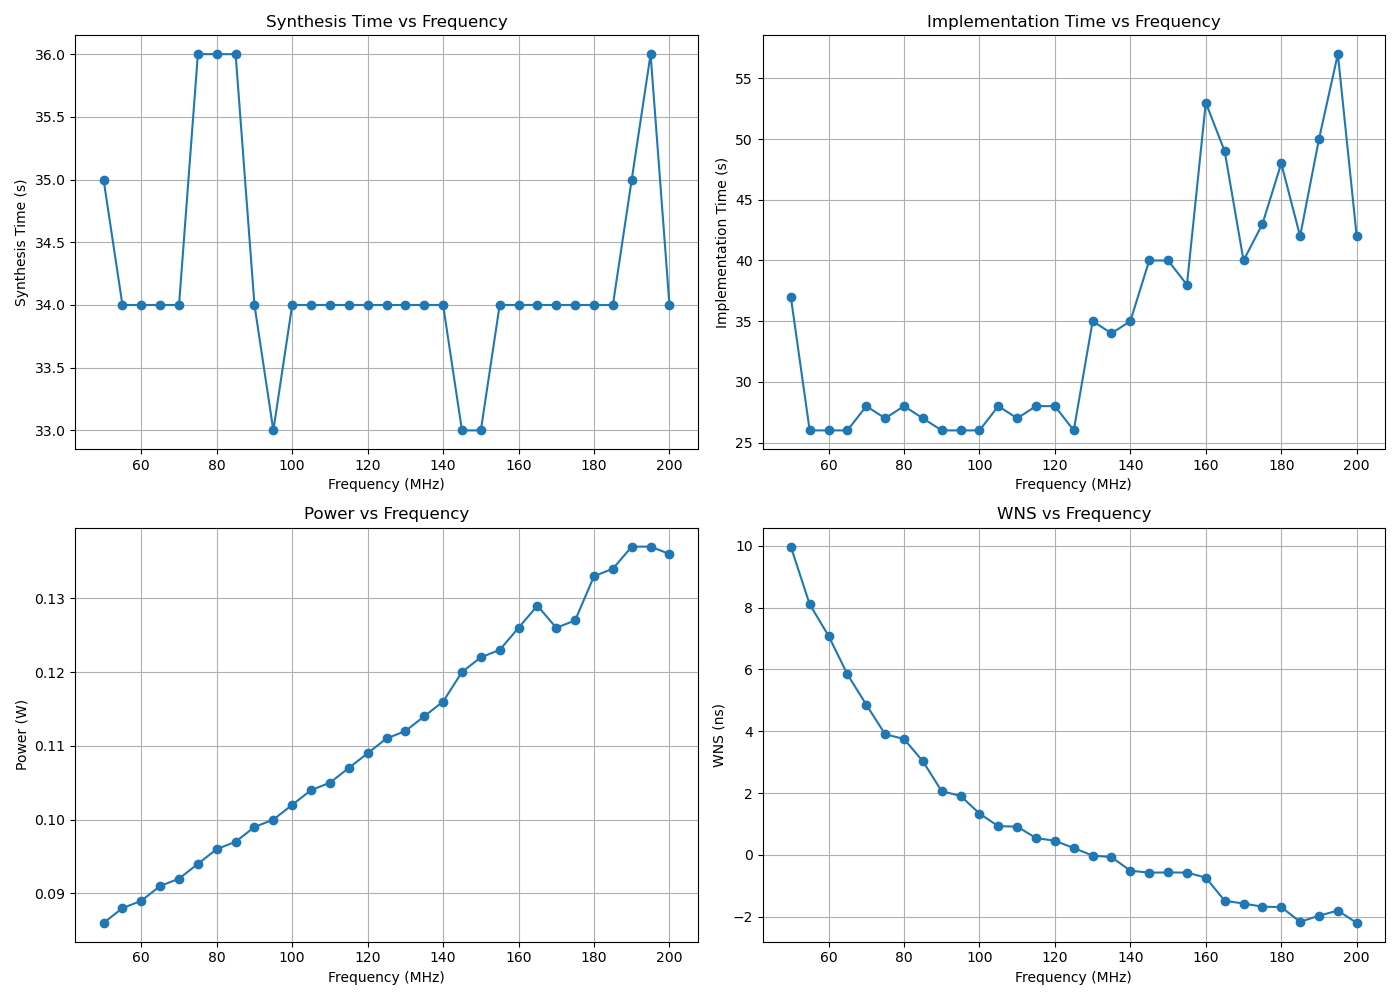 Synthesis Time vs Frequency
36.0
35.5
35.0
34.5
34.0
33.5
33.0
Synthesis Time (s)
60 80 100 120 140 160 180 200
Frequency (MHz)
Implementation Time vs Frequency
55
50
45
40
35
30
25
Implementation Time (s)
60 80 100 120 140 160 180 200
Frequency (MHz)
Power vs Frequency
0.13
0.12
0.11
0.10
0.09
Power (W)
60 80 100 120 140 160 180 200
Frequency (MHz)
WNS vs Frequency
10
8
6
4
2
0
−2
WNS (ns)
60 80 100 120 140 160 180 200
Frequency (MHz)